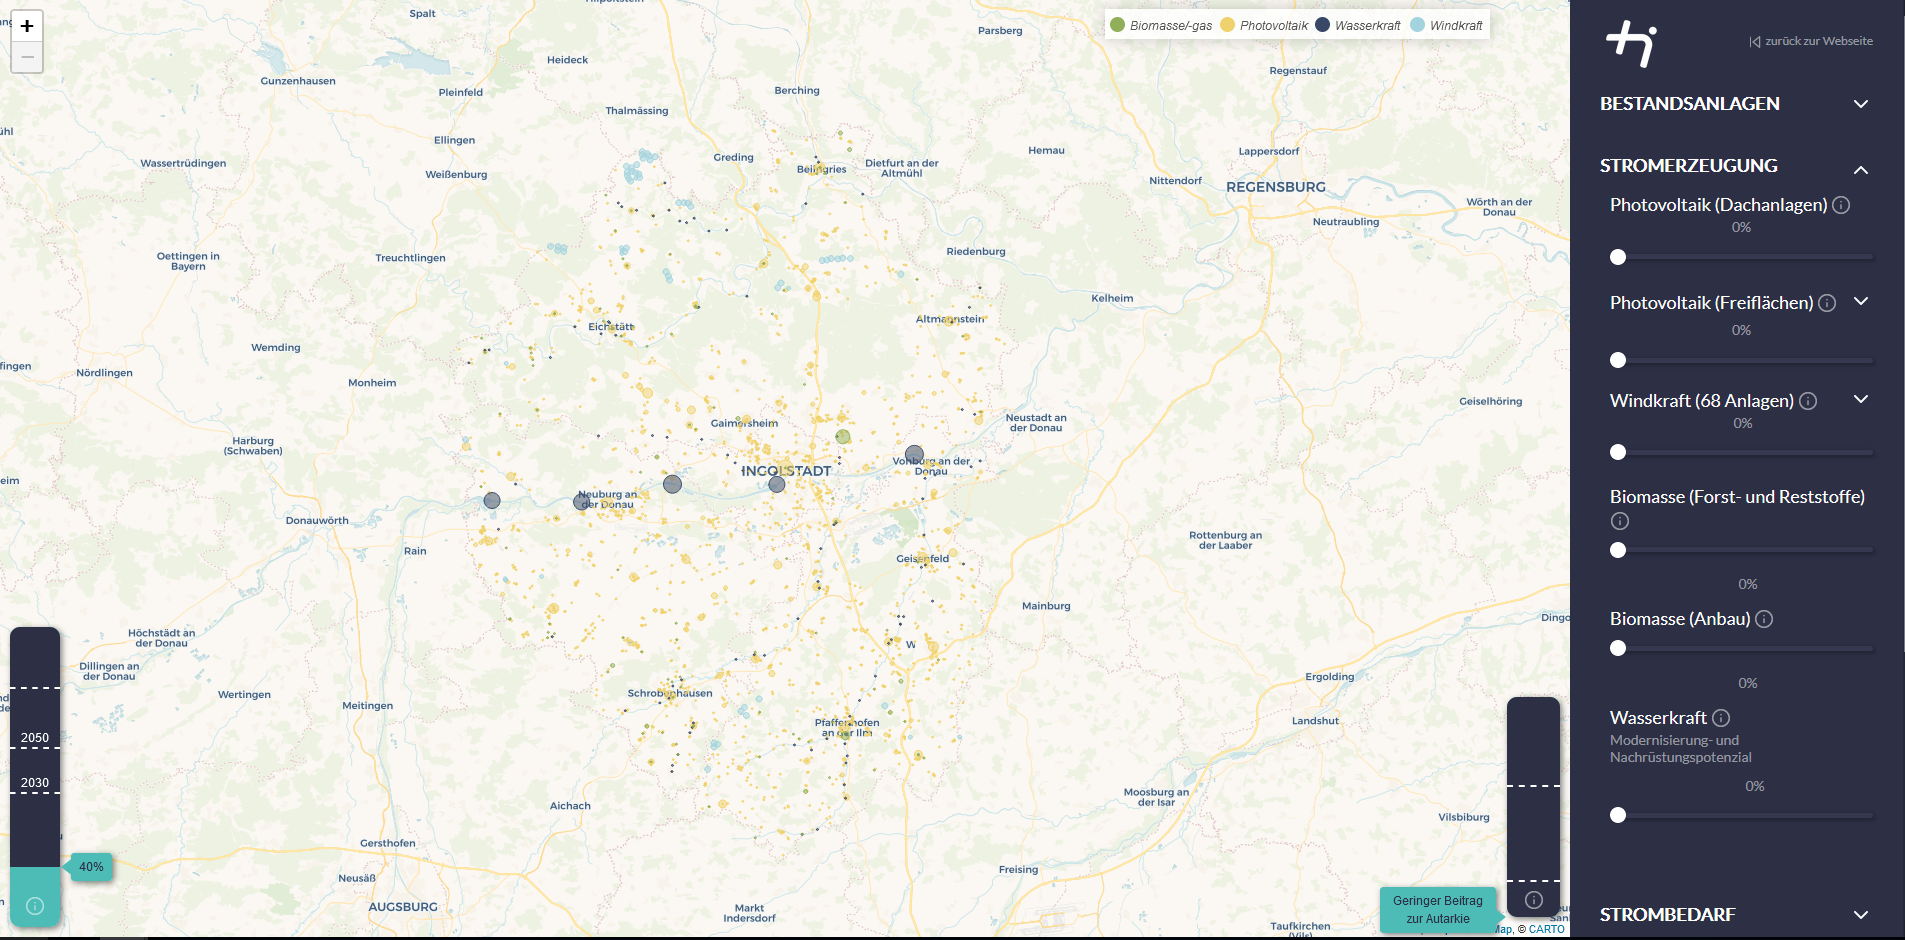 +
−
Biomasse/-gas
Photovoltaik
Wasserkraft
Windkraft
zurück zur Webseite
BESTANDSANLAGEN
STROMERZEUGUNG
Photovoltaik (Dachanlagen)
0%
Photovoltaik (Freiflächen)
0%
Windkraft (68 Anlagen)
0%
Biomasse (Forst- und Reststoffe)
0%
Biomasse (Anbau)
0%
Wasserkraft
Modernisierung- und
Nachrüstungspotenzial
0%
STROMBEDARF
Spalt
Parsberg
Heideck
Regenstauf
Gunzenhausen
Pleinfeld
Berching
Thalmässing
Ellingen
Hemau
Lappersdorf
Wassertrüdingen
Greding
Beilngries
Dietfurt an der
Altmühl
Weißenburg
Nittendorf
REGENSBURG
Wörth an der
Donau
Neutraubling
Oettingen in
Bayern
Treuchtlingen
Riedenburg
Kelheim
Eichstätt
Altmannstein
Wemding
Nördlingen
Monheim
Geiselhöring
Gaimersheim
Neustadt an
der Donau
Harburg
(Schwaben)
INGOLSTADT
Vohburg an der
Donau
Neuburg an
der Donau
Donauwörth
Rain
Rottenburg an
der Laaber
Geisenfeld
Mainburg
Höchstädt an
der Donau
Dillingen an
der Donau
W
Ergolding
Wertingen
Meitingen
Schrobenhausen
Landshut
Pfaffenhofen
an der Ilm
Moosburg an
der Isar
Aichach
Vilsbiburg
Gersthofen
Freising
Neusäß
AUGSBURG
Markt
Indersdorf
Taufkirchen
(Vils)
2050
2030
40%
Geringer Beitrag
zur Autarkie
© CARTO